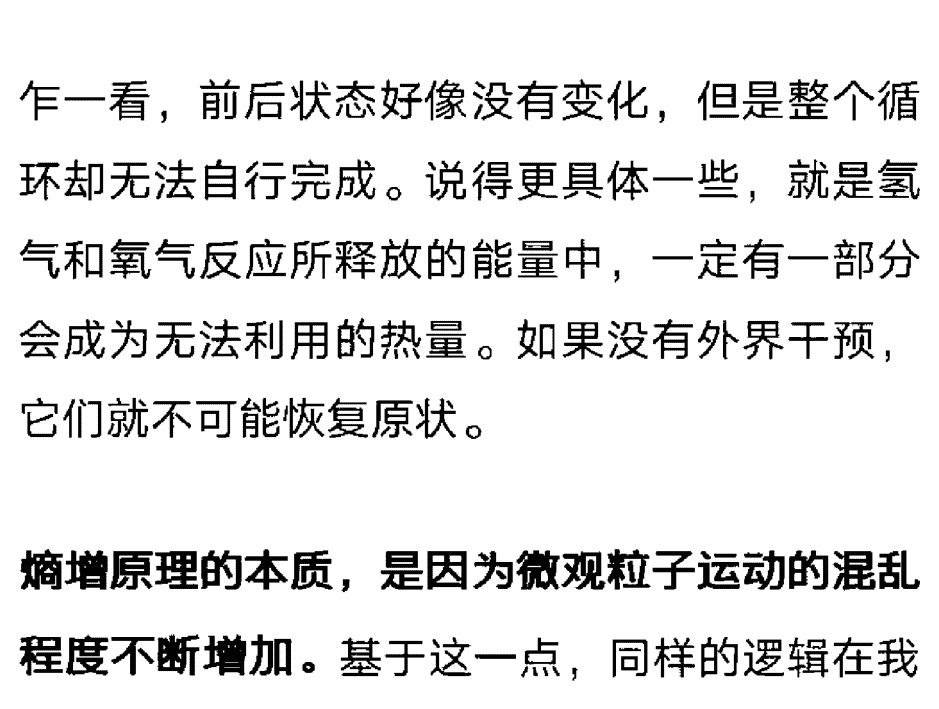 乍一看，前后状态好像没有变化，但是整个循
环却无法自行完成。说得更具体一些，就是氢
气和氧气反应所释放的能量中，一定有一部分
会成为无法利用的热量。如果没有外界干预，
它们就不可能恢复原状。
熵增原理的本质，是因为微观粒子运动的混乱
程度不断增加。基于这一点，同样的逻辑在我